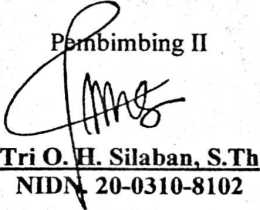 Pembimbing II
Tri O. H. Silaban, S.Th
NIDN. 20-0310-8102